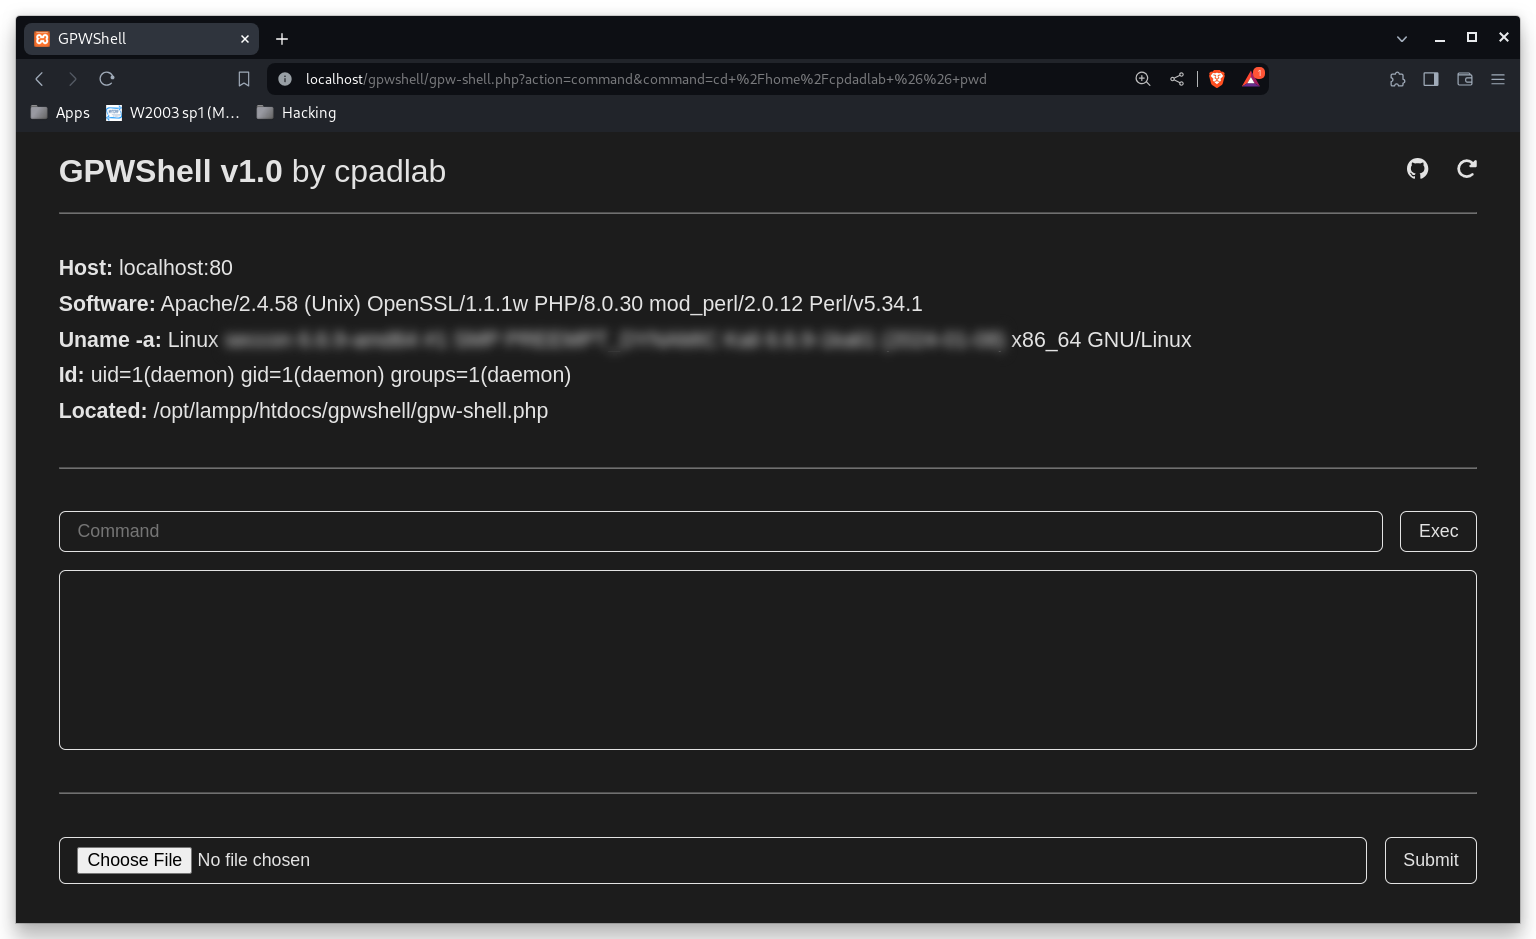 GPWShell
localhost/gpwshell/gpw-shell.php?action=command&command=cd+%2Fhome%2Fcpdadlab+%26%26+pwd
1
Apps W2003 sp1 (M... Hacking
GPWShell v1.0 by cpadlab
Host: localhost:80
Software: Apache/2.4.58 (Unix) OpenSSL/1.1.1w PHP/8.0.30 mod_perl/2.0.12 Perl/v5.34.1
Uname -a: Linux x86_64 GNU/Linux
Id: uid=1(daemon) gid=1(daemon) groups=1(daemon)
Located: /opt/lampp/htdocs/gpwshell/gpw-shell.php
Command Exec
Choose File No file chosen Submit